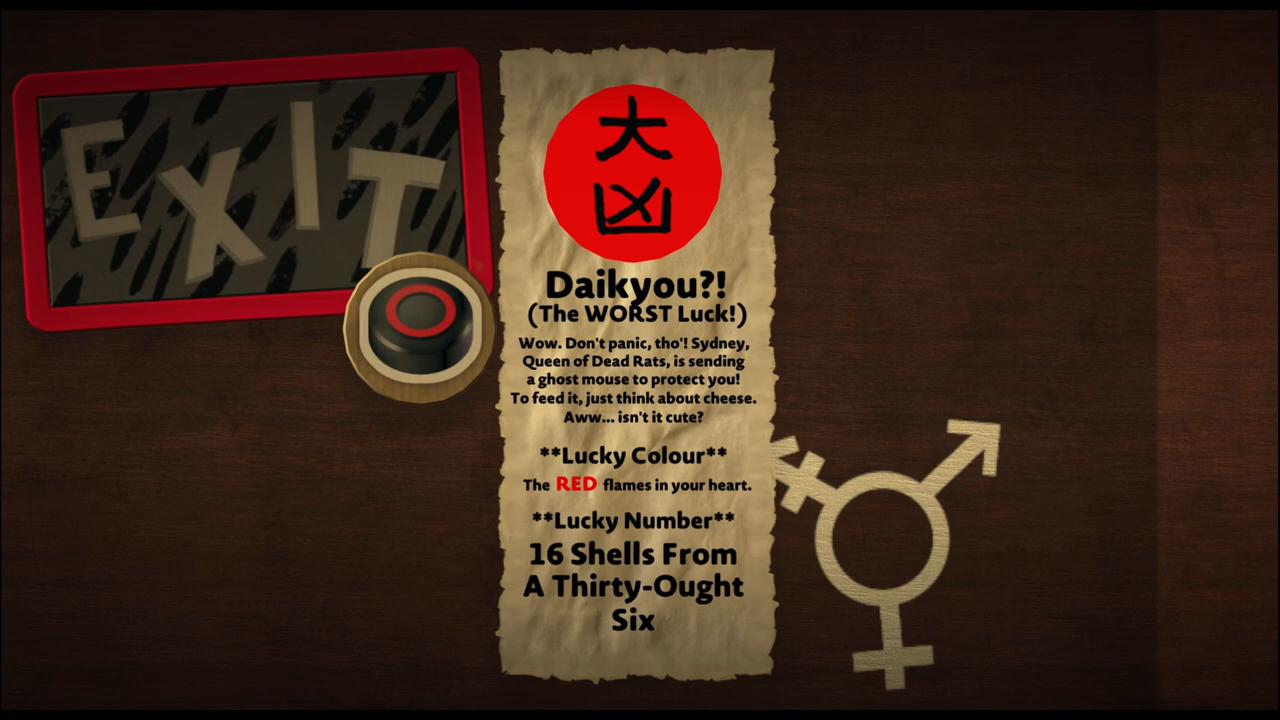 EXIT
大
凶
Daikyou?!
(The WORST Luck!)
Wow. Don't panic, tho'! Sydney,
Queen of Dead Rats, is sending
a ghost mouse to protect you!
To feed it, just think about cheese.
Aww... isn't it cute?
**Lucky Colour**
The RED flames in your heart.
**Lucky Number**
16 Shells From
A Thirty-Ought
Six